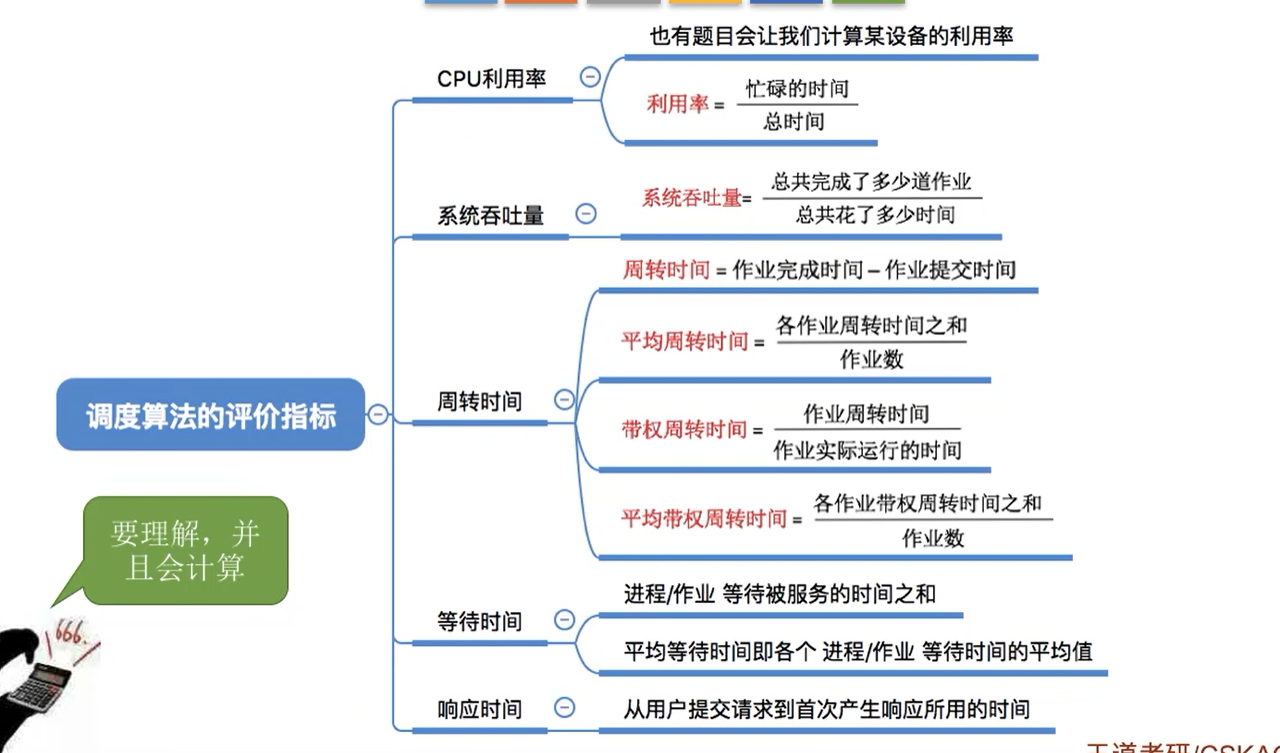 也有题目会让我们计算某设备的利用率
CPU利用率
利用率 = 忙碌的时间
总时间
系统吞吐量
系统吞吐量= 总共完成了多少道作业
总共花了多少时间
周转时间 = 作业完成时间 – 作业提交时间
平均周转时间 = 各作业周转时间之和
作业数
周转时间
调度算法的评价指标
带权周转时间 = 作业周转时间
作业实际运行的时间
平均带权周转时间 = 各作业带权周转时间之和
作业数
要理解，并
且会计算
666.
进程/作业 等待被服务的时间之和
等待时间
平均等待时间即各个 进程/作业 等待时间的平均值
响应时间
从用户提交请求到首次产生响应所用的时间